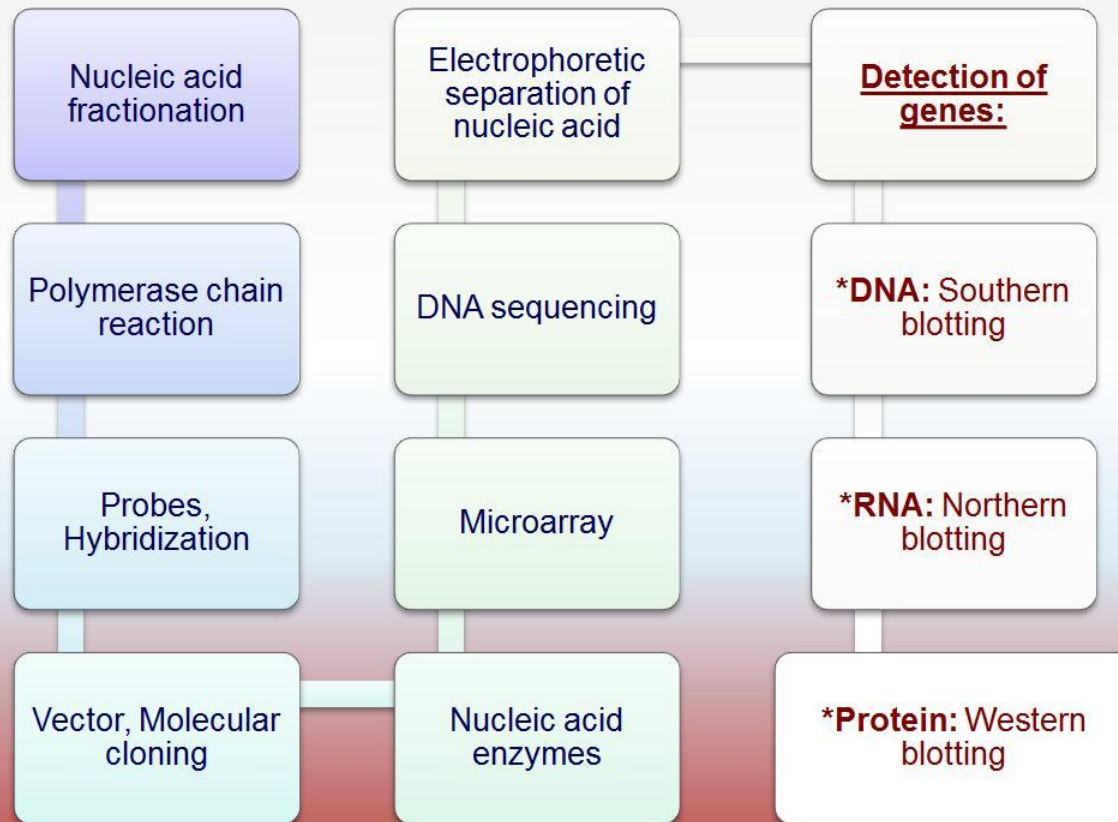 Nucleic acid
fractionation
Polymerase chain
reaction
Probes,
Hybridization
Vector, Molecular
cloning
Nucleic acid
enzymes
Microarray
DNA sequencing
Electrophoretic
separation of
nucleic acid
Detection of
genes:
*DNA: Southern
blotting
*RNA: Northern
blotting
*Protein: Western
blotting